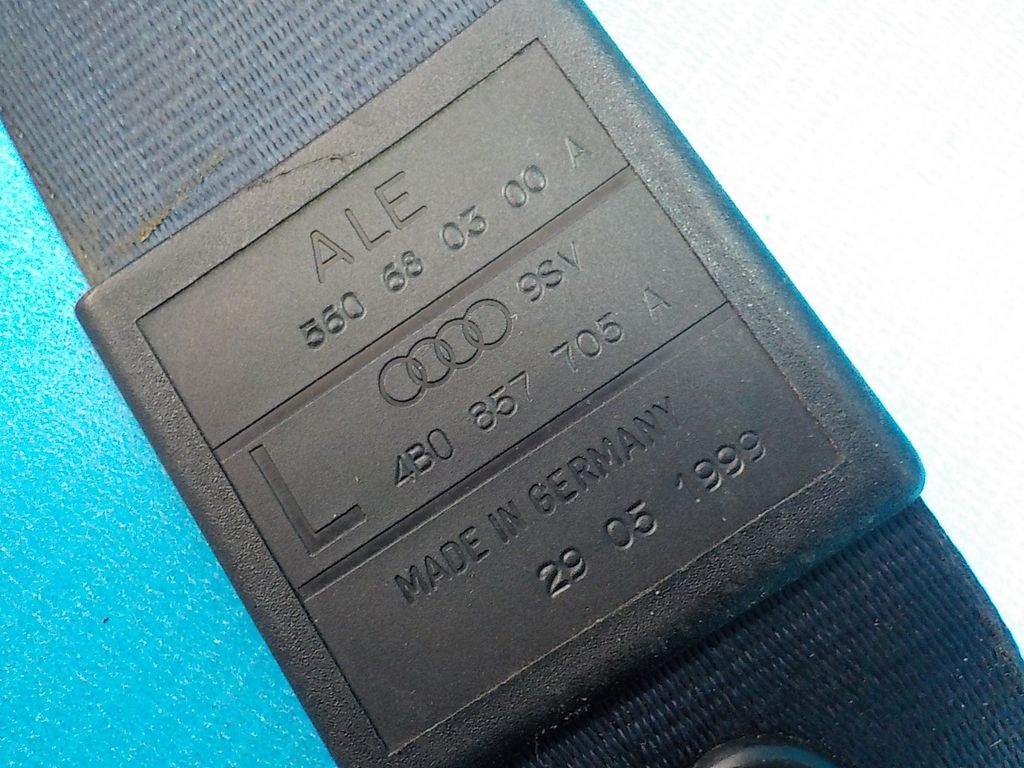 ALE
560 68 03 00 A
9SV
L 4B0 857 705 A
MADE IN GERMANY
29 05 1999